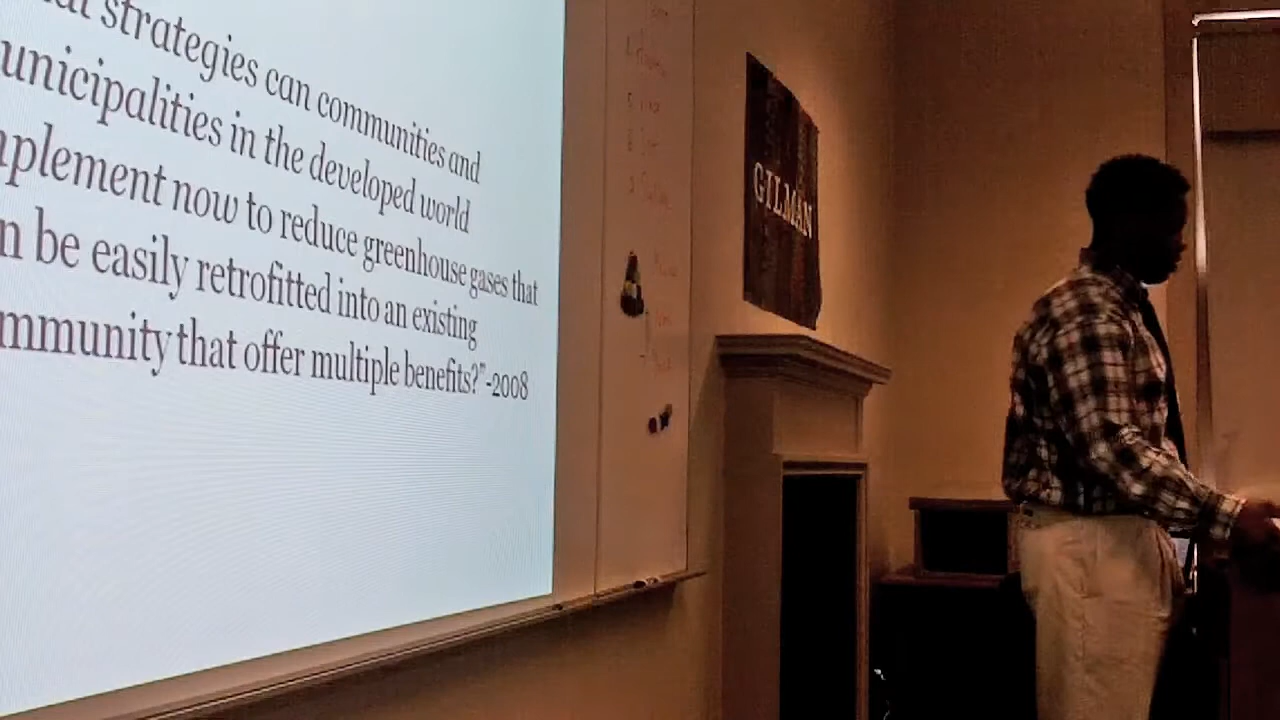 strategies can communities and
unicipalities in the developed world
plement now to reduce greenhouse gases that
n be easily retrofitted into an existing
mmunity that offer multiple benefits?"-2008
GILMAN